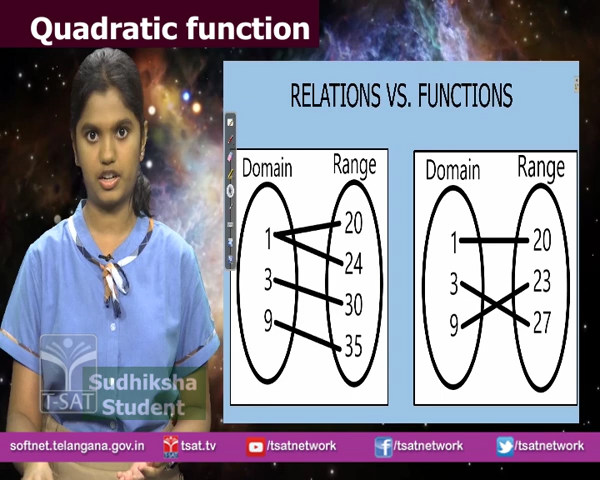 Quadratic function
RELATIONS VS. FUNCTIONS
Domain Range
1
3
9
20
24
30
35
Domain Range
1
3
9
20
23
27
T-SAT
Sudhiksha
Student
softnet.telangana.gov.in tsat.tv /tsatnetwork /tsatnetwork /tsatnetwork